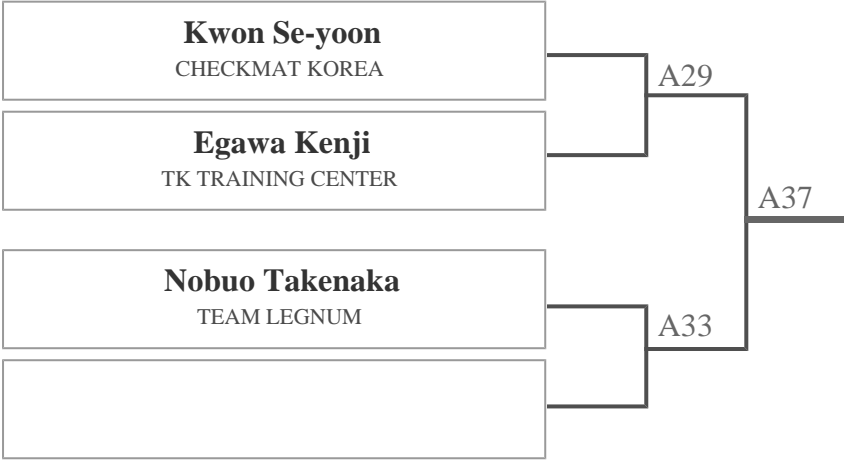 Kwon Se-yoon
CHECKMAT KOREA
A29
Egawa Kenji
TK TRAINING CENTER
A37
Nobuo Takenaka
TEAM LEGNUM
A33